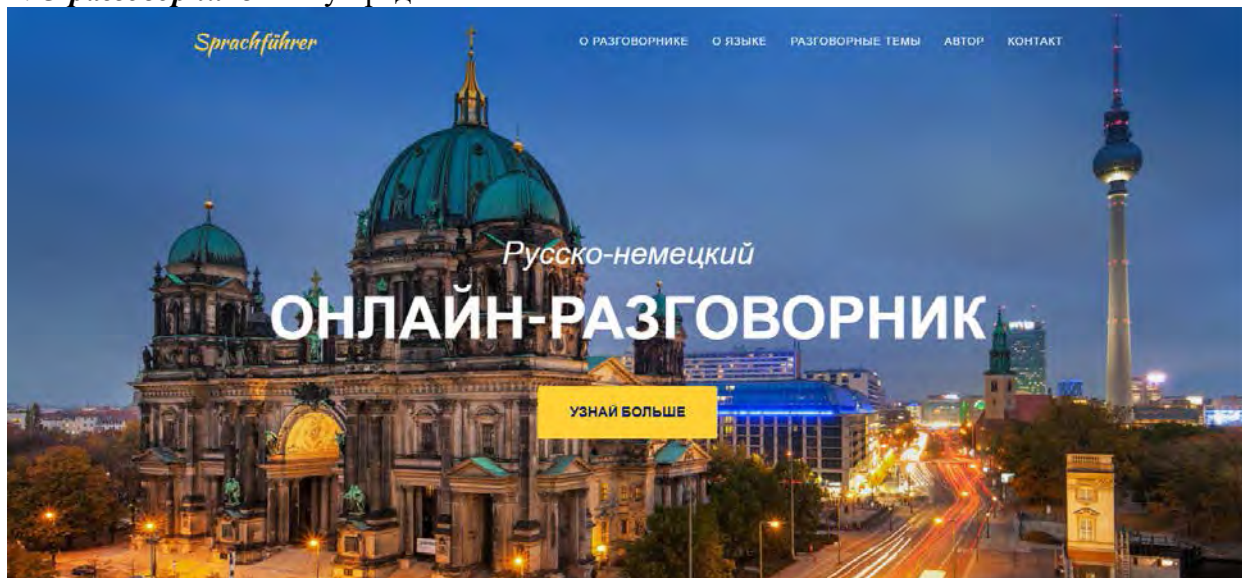 Sprachführer
О РАЗГОВОРНИКЕ О ЯЗЫКЕ РАЗГОВОРНЫЕ ТЕМЫ АВТОР КОНТАКТ
Русско-немецкий
ОНЛАЙН-РАЗГОВОРНИК
УЗНАЙ БОЛЬШЕ